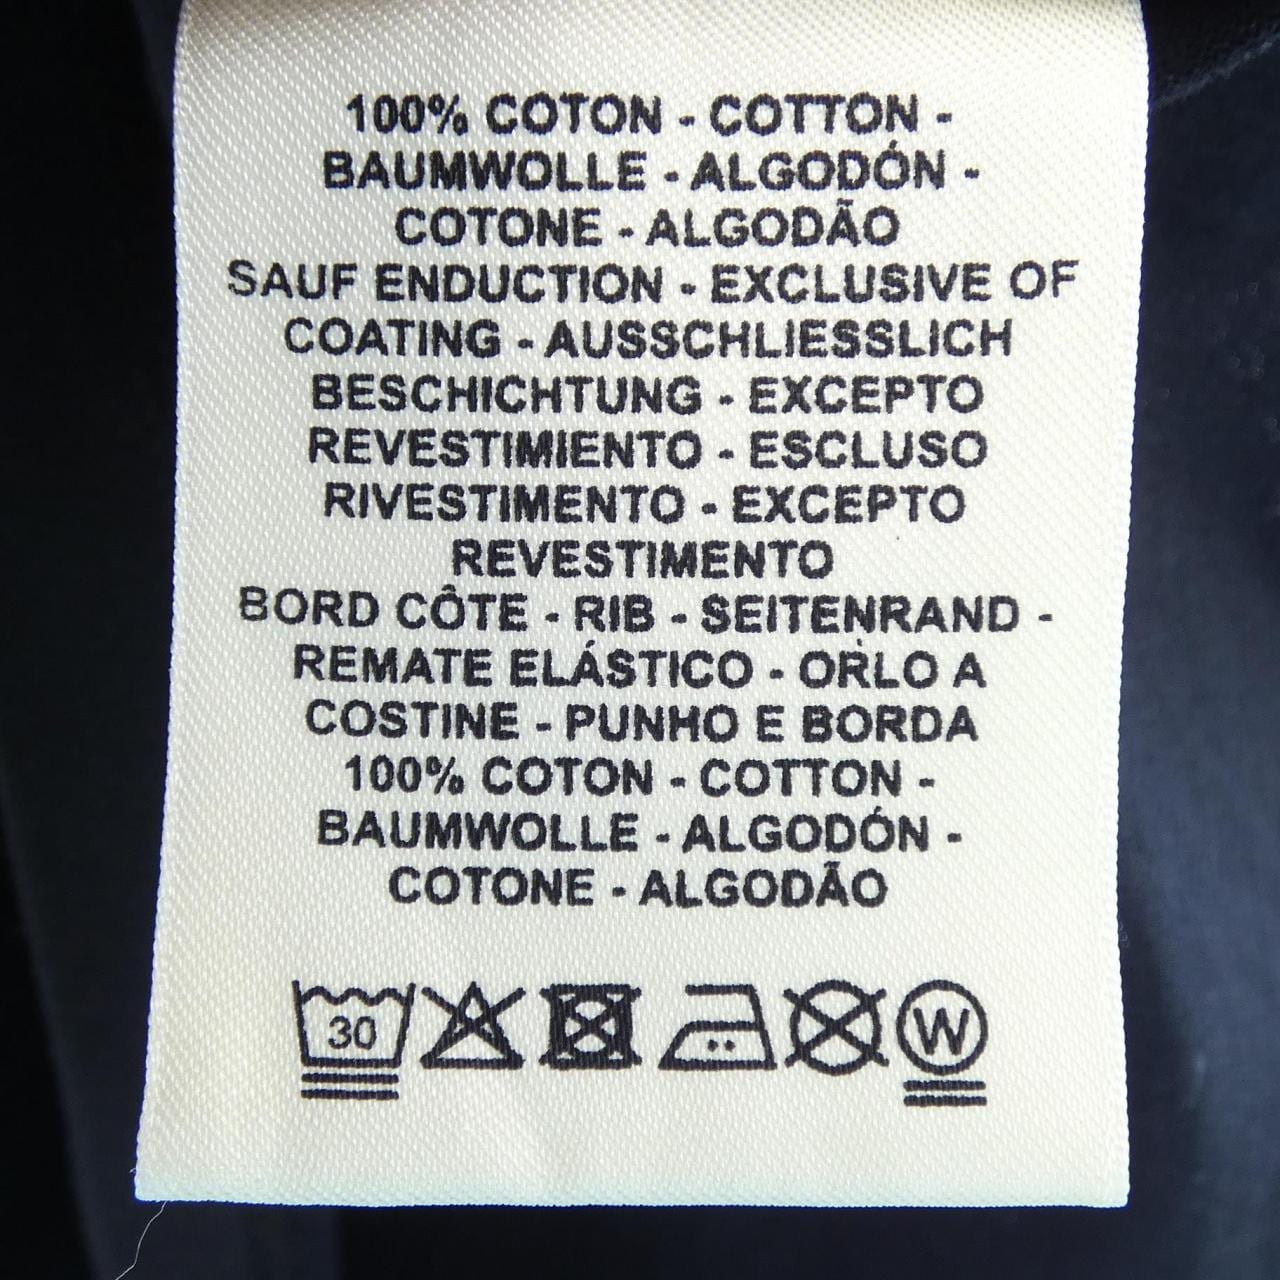 100% COTON - COTTON -
BAUMWOLLE - ALGODÓN -
COTONE - ALGODÃO
SAUF ENDUCTION - EXCLUSIVE OF
COATING - AUSSCHLIESSLICH
BESCHICHTUNG - EXCEPTO
REVESTIMIENTO - ESCLUSO
RIVESTIMENTO - EXCEPTO
REVESTIMENTO
BORD CÔTE - RIB - SEITENRAND -
REMATE ELÁSTICO - ORLO A
COSTINE - PUNHO E BORDA
100% COTON - COTTON -
BAUMWOLLE - ALGODÓN -
COTONE - ALGODÃO
30 W